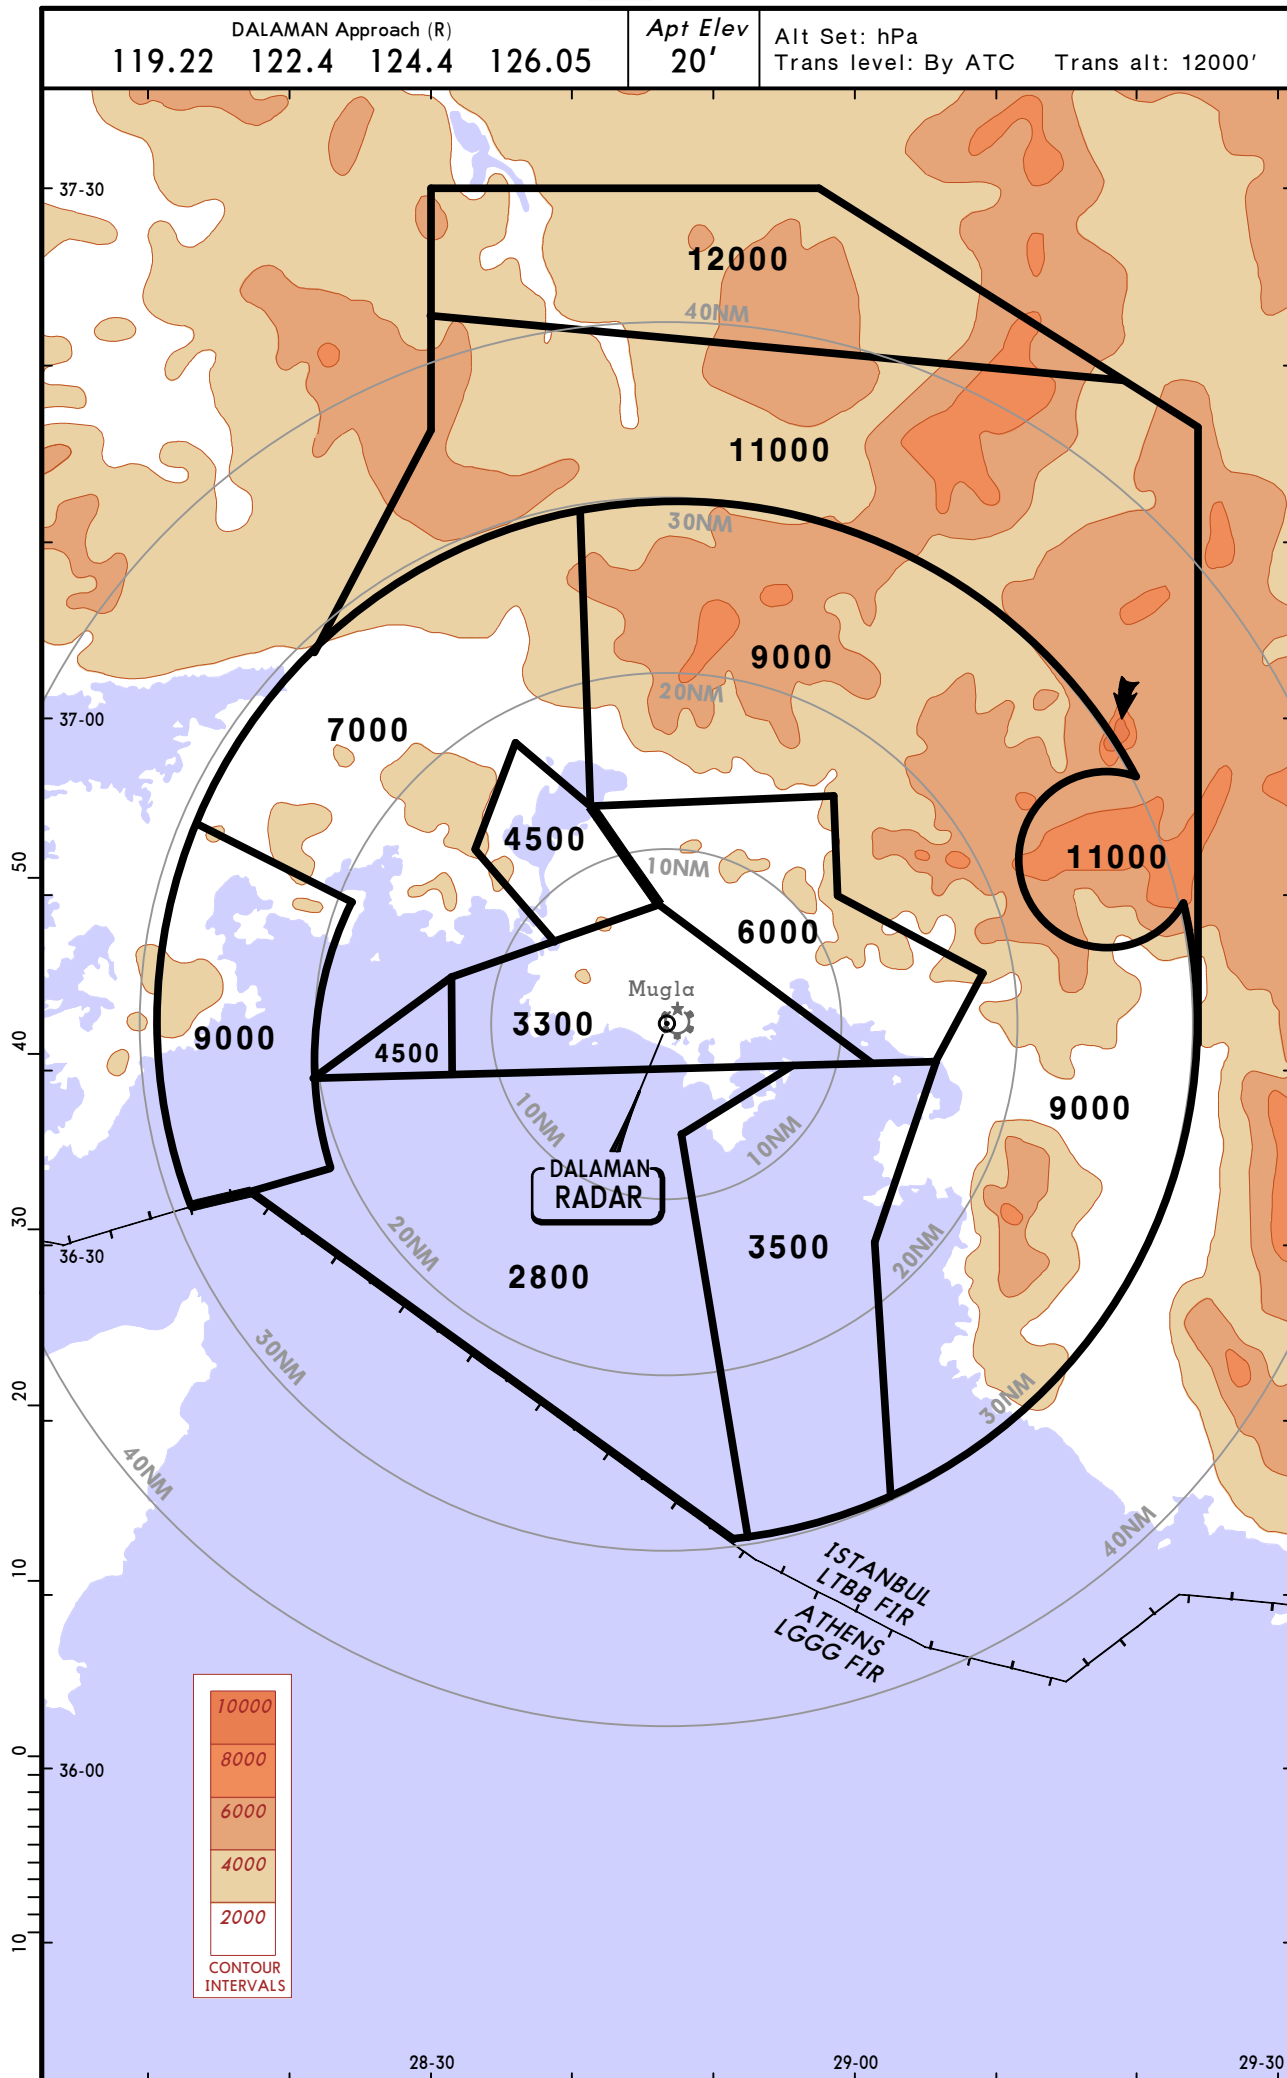 DALAMAN Approach (R)
119.22 122.4 124.4 126.05
Apt Elev
20'
Alt Set: hPa
Trans level: By ATC Trans alt: 12000'
37-30
12000
40NM
11000
30NM
9000
20NM
37-00
7000
4500
10NM
11000
50
6000
Mugla
3300
9000
4500
40
9000
10NM
10NM
DALAMAN
RADAR
30
36-30
20NM
20NM
3500
2800
30NM
30NM
20
40NM
40NM
10
ISTANBUL
LTBB FIR
ATHENS
LGGG FIR
10000
0
8000
36-00
6000
4000
2000
10
CONTOUR
INTERVALS
28-30
29-00
29-30